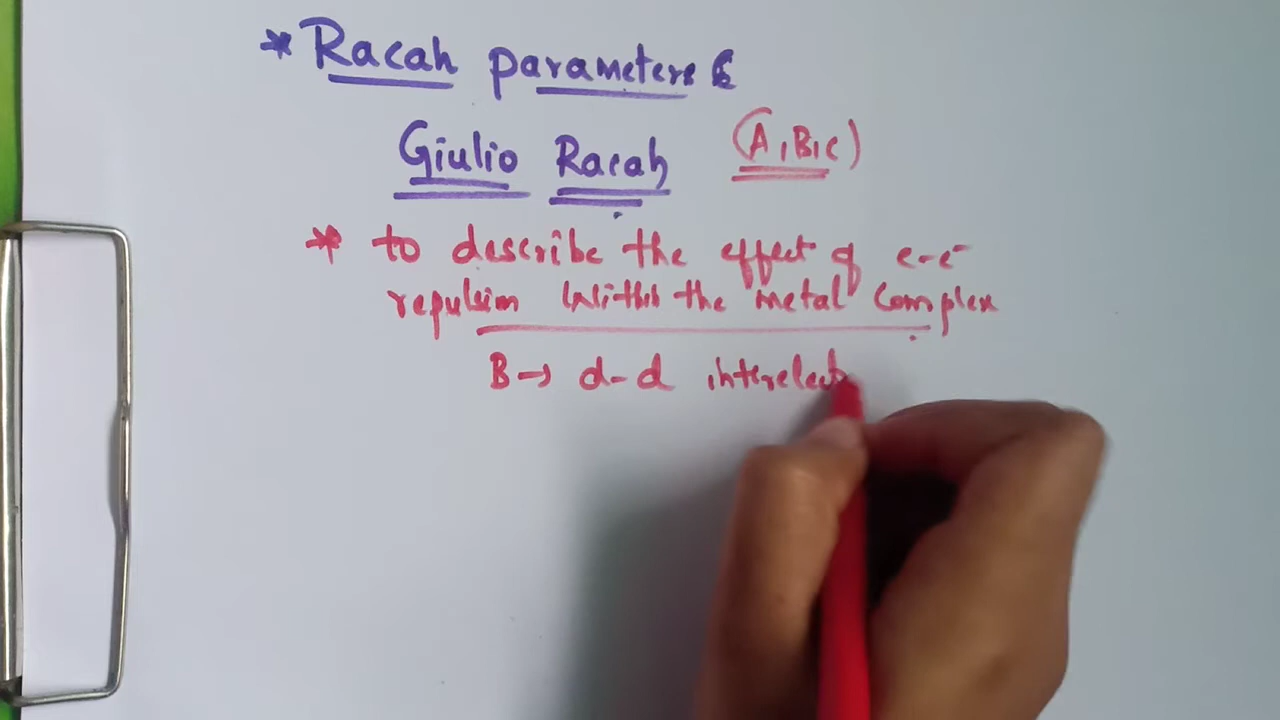 * Racah parameters
Giulio Racah (A, B, C)
* to describe the effect of e-e⁻
repulsion within the metal complex
B → d-d interelect